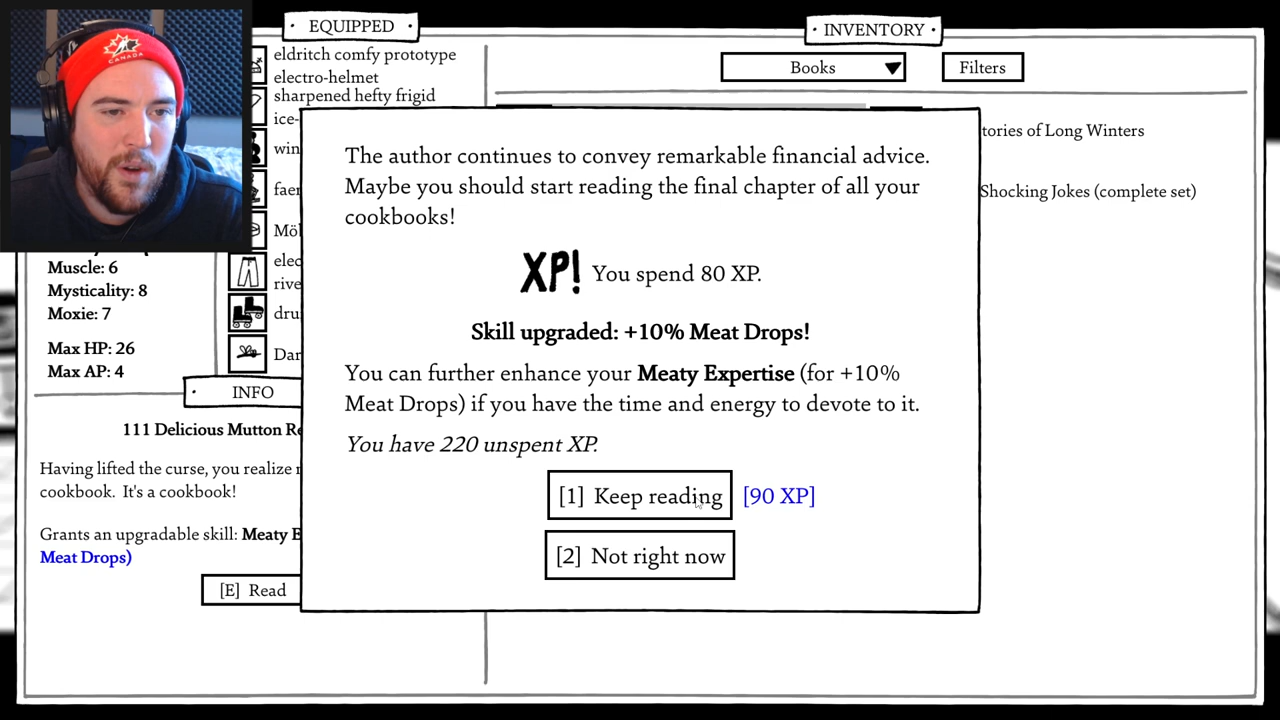 EQUIPPED
INVENTORY
CANADA
eldritch comfy prototype
electro-helmet
sharpened hefty frigid
ice-
win
faer
Möl
elec
rive
dru
Dar
Books
Filters
tories of Long Winters
Shocking Jokes (complete set)
Muscle: 6
Mysticality: 8
Moxie: 7
Max HP: 26
Max AP: 4
INFO
111 Delicious Mutton Re
Having lifted the curse, you realize
cookbook. It's a cookbook!
Grants an upgradable skill: Meaty E
Meat Drops)
[E] Read
The author continues to convey remarkable financial advice.
Maybe you should start reading the final chapter of all your
cookbooks!
XP! You spend 80 XP.
Skill upgraded: +10% Meat Drops!
You can further enhance your Meaty Expertise (for +10%
Meat Drops) if you have the time and energy to devote to it.
You have 220 unspent XP.
[1] Keep reading [90 XP]
[2] Not right now